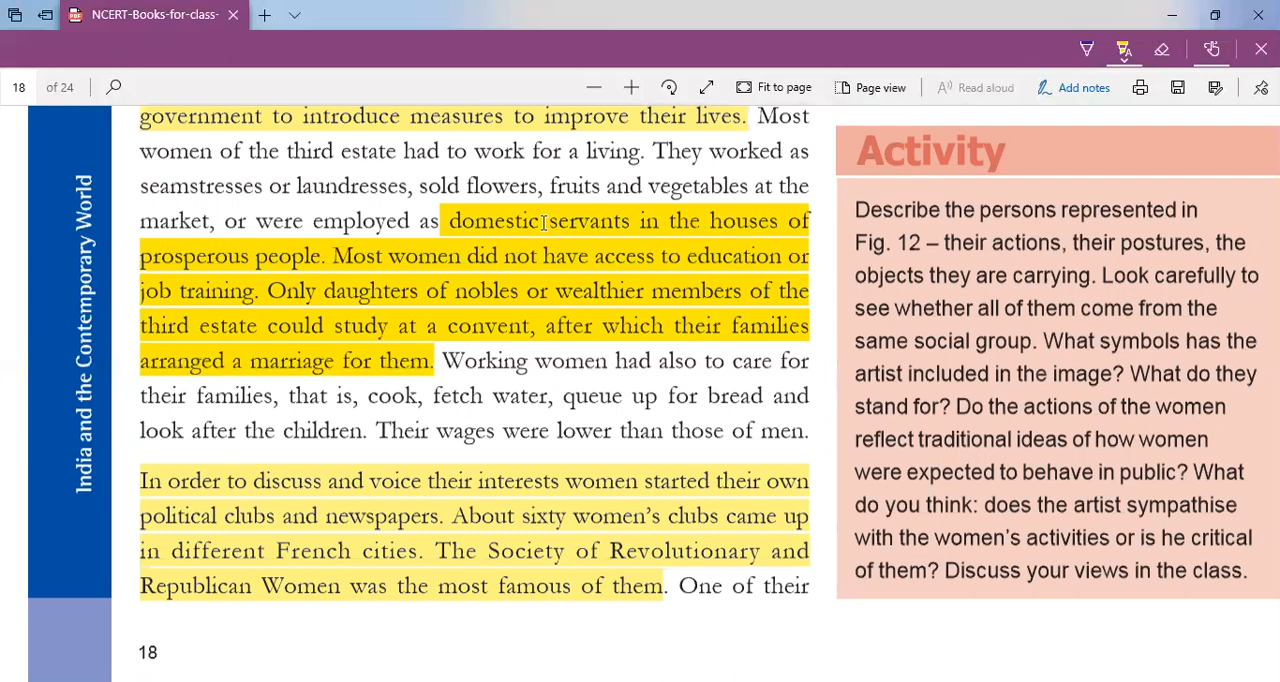 NCERT-Books-for-class-
18 of 24
Fit to page
Page view
Read aloud
Add notes
government to introduce measures to improve their lives. Most
women of the third estate had to work for a living. They worked as
seamstresses or laundresses, sold flowers, fruits and vegetables at the
market, or were employed as domestic servants in the houses of
prosperous people. Most women did not have access to education or
job training. Only daughters of nobles or wealthier members of the
third estate could study at a convent, after which their families
arranged a marriage for them. Working women had also to care for
their families, that is, cook, fetch water, queue up for bread and
look after the children. Their wages were lower than those of men.
In order to discuss and voice their interests women started their own
political clubs and newspapers. About sixty women's clubs came up
in different French cities. The Society of Revolutionary and
Republican Women was the most famous of them. One of their
18
India and the Contemporary World
Activity
Describe the persons represented in
Fig. 12 – their actions, their postures, the
objects they are carrying. Look carefully to
see whether all of them come from the
same social group. What symbols has the
artist included in the image? What do they
stand for? Do the actions of the women
reflect traditional ideas of how women
were expected to behave in public? What
do you think: does the artist sympathise
with the women's activities or is he critical
of them? Discuss your views in the class.